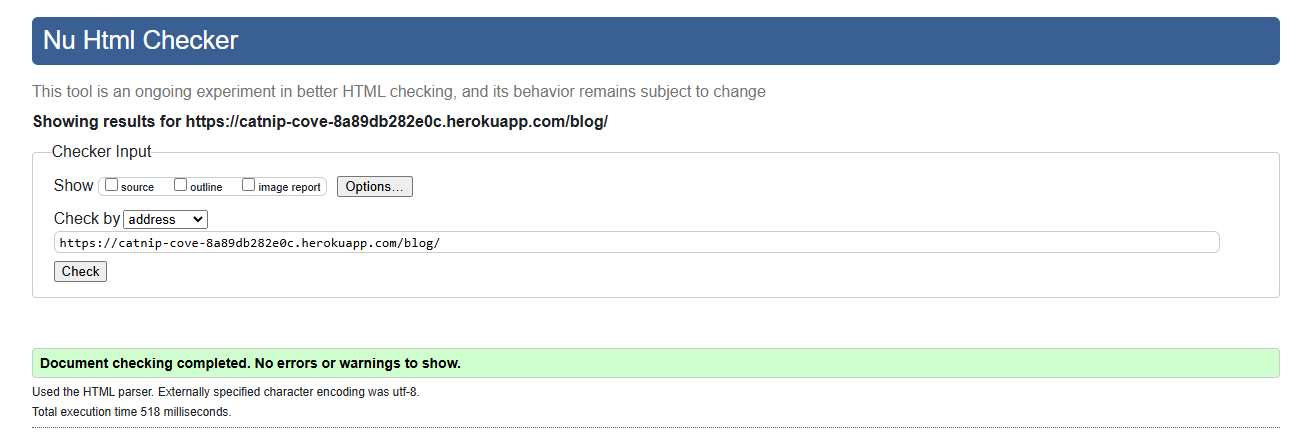 Nu Html Checker
This tool is an ongoing experiment in better HTML checking, and its behavior remains subject to change
Showing results for https://catnip-cove-8a89db282e0c.herokuapp.com/blog/
Checker Input
Show source outline image report Options...
Check by address
https://catnip-cove-8a89db282e0c.herokuapp.com/blog/
Check
Document checking completed. No errors or warnings to show.
Used the HTML parser. Externally specified character encoding was utf-8.
Total execution time 518 milliseconds.